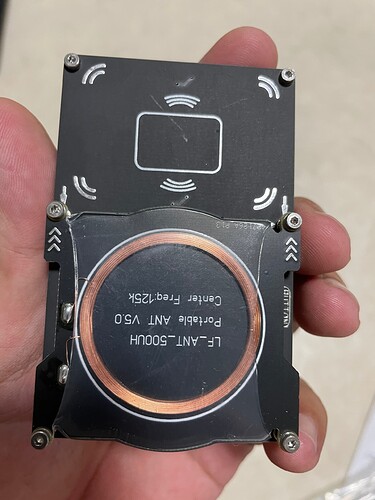 LF_ANT_500UH
Portable ANT V5.0
Center Freq:125k